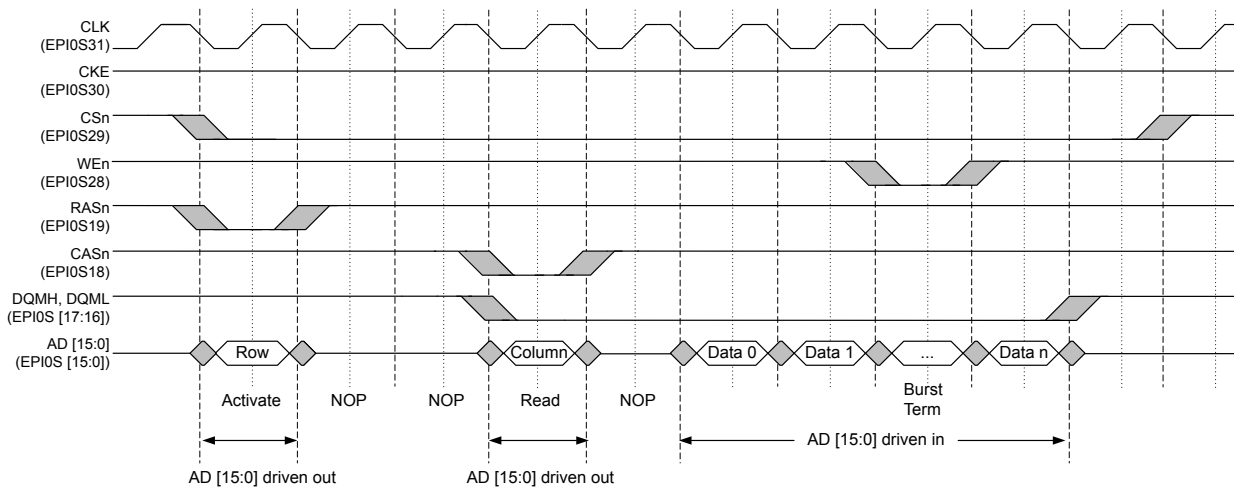 CLK
(EPI0S31)
CKE
(EPI0S30)
CSn
(EPI0S29)
WEn
(EPI0S28)
RASn
(EPI0S19)
CASn
(EPI0S18)
DQMH, DQML
(EPI0S [17:16])
AD [15:0]
(EPI0S [15:0])
Row Column Data 0 Data 1 ... Data n
Activate NOP NOP Read NOP Burst
Term
AD [15:0] driven in
AD [15:0] driven out AD [15:0] driven out